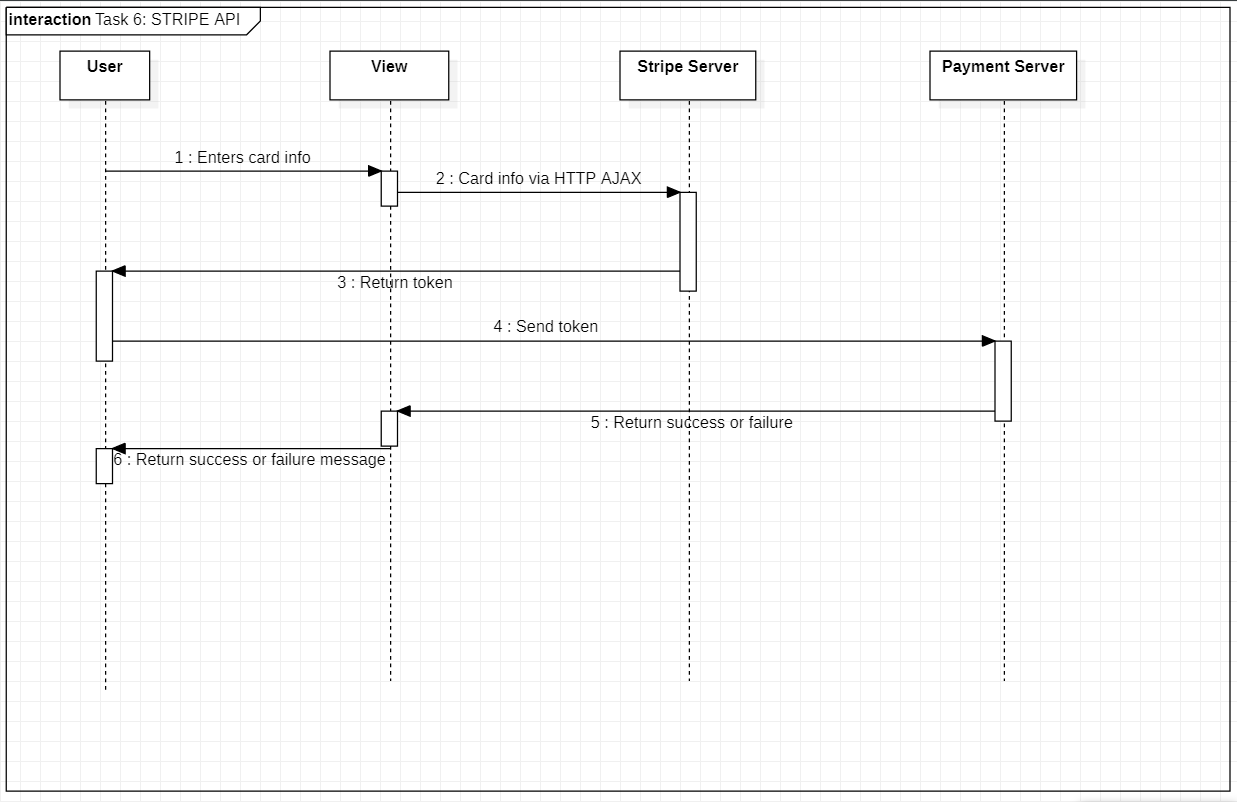 interaction Task 6: STRIPE API
User
View
Stripe Server
Payment Server
1 : Enters card info
2 : Card info via HTTP AJAX
3 : Return token
4 : Send token
5 : Return success or failure
6 : Return success or failure message